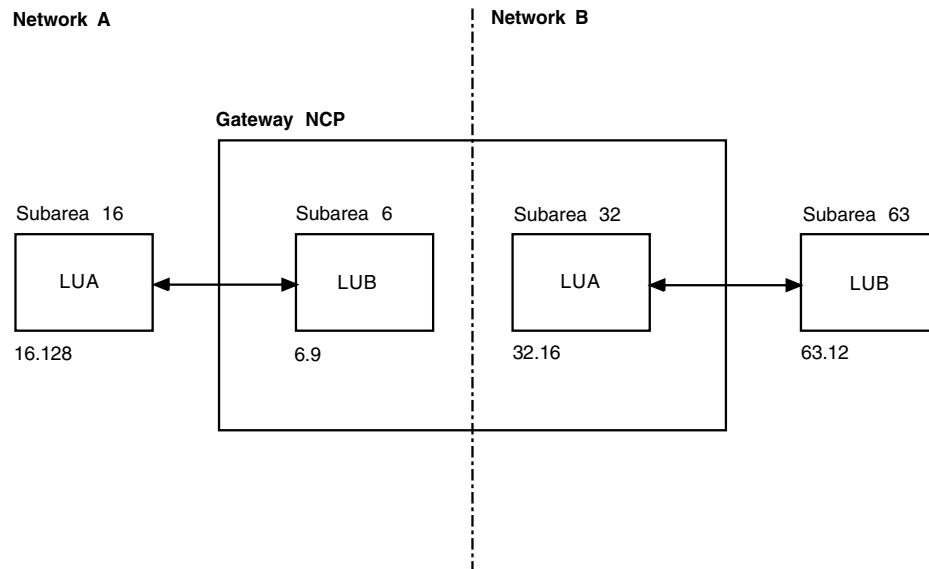 Network A
Network B
Gateway NCP
Subarea 16
Subarea 6
Subarea 32
Subarea 63
LUA
LUB
LUA
LUB
16.128
6.9
32.16
63.12